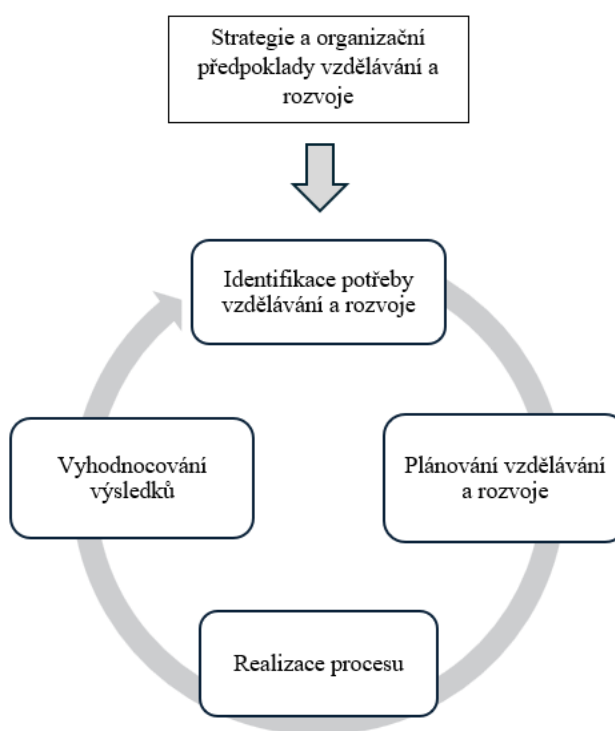 Strategie a organizační
předpoklady vzdělávání a
rozvoje
Identifikace potřeby
vzdělávání a rozvoje
Plánování vzdělávání
a rozvoje
Realizace procesu
Vyhodnocování
výsledků